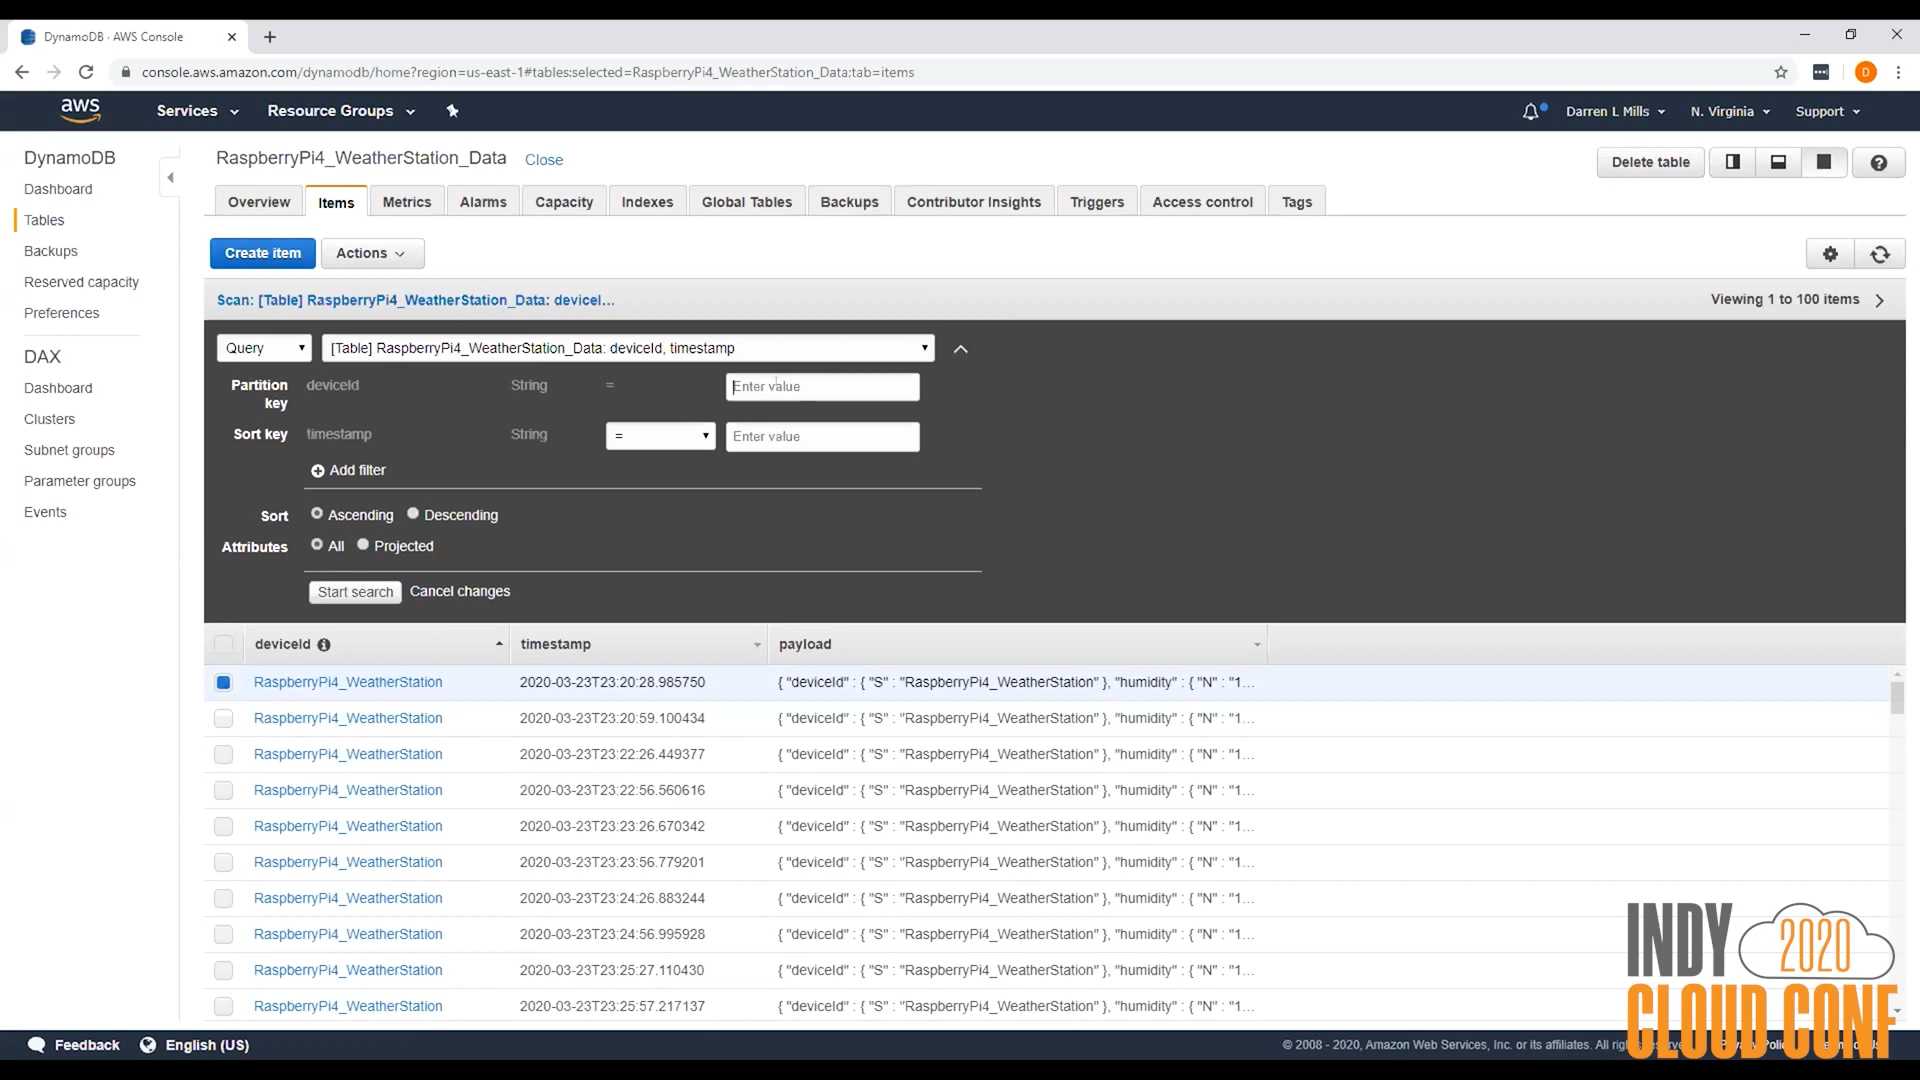 DynamoDB · AWS Console
console.aws.amazon.com/dynamodb/home?region=us-east-1#tables:selected=RaspberryPi4_WeatherStation_Data;tab=items
D
aws Services Resource Groups Darren L Mills N. Virginia Support
DynamoDB
Dashboard
Tables
Backups
Reserved capacity
Preferences
DAX
Dashboard
Clusters
Subnet groups
Parameter groups
Events
RaspberryPi4_WeatherStation_Data Close Delete table
Overview Items Metrics Alarms Capacity Indexes Global Tables Backups Contributor Insights Triggers Access control Tags
Create item Actions
Scan: [Table] RaspberryPi4_WeatherStation_Data: deviceI... Viewing 1 to 100 items
Query [Table] RaspberryPi4_WeatherStation_Data: deviceId, timestamp
Partition key deviceId String = Enter value
Sort key timestamp String = Enter value
Add filter
Sort Ascending Descending
Attributes All Projected
Start search Cancel changes
deviceId timestamp payload
RaspberryPi4_WeatherStation 2020-03-23T23:20:28.985750 { "deviceId" : { "S" : "RaspberryPi4_WeatherStation" }, "humidity" : { "N" : "1...
RaspberryPi4_WeatherStation 2020-03-23T23:20:59.100434 { "deviceId" : { "S" : "RaspberryPi4_WeatherStation" }, "humidity" : { "N" : "1...
RaspberryPi4_WeatherStation 2020-03-23T23:22:26.449377 { "deviceId" : { "S" : "RaspberryPi4_WeatherStation" }, "humidity" : { "N" : "1...
RaspberryPi4_WeatherStation 2020-03-23T23:22:56.560616 { "deviceId" : { "S" : "RaspberryPi4_WeatherStation" }, "humidity" : { "N" : "1...
RaspberryPi4_WeatherStation 2020-03-23T23:23:26.670342 { "deviceId" : { "S" : "RaspberryPi4_WeatherStation" }, "humidity" : { "N" : "1...
RaspberryPi4_WeatherStation 2020-03-23T23:23:56.779201 { "deviceId" : { "S" : "RaspberryPi4_WeatherStation" }, "humidity" : { "N" : "1...
RaspberryPi4_WeatherStation 2020-03-23T23:24:26.883244 { "deviceId" : { "S" : "RaspberryPi4_WeatherStation" }, "humidity" : { "N" : "1...
RaspberryPi4_WeatherStation 2020-03-23T23:24:56.995928 { "deviceId" : { "S" : "RaspberryPi4_WeatherStation" }, "humidity" : { "N" : "1...
RaspberryPi4_WeatherStation 2020-03-23T23:25:27.110430 { "deviceId" : { "S" : "RaspberryPi4_WeatherStation" }, "humidity" : { "N" : "1...
RaspberryPi4_WeatherStation 2020-03-23T23:25:57.217137 { "deviceId" : { "S" : "RaspberryPi4_WeatherStation" }, "humidity" : { "N" : "1...
INDY 2020
CLOUD CONF
Feedback English (US) © 2008 - 2020, Amazon Web Services, Inc. or its affiliates. All